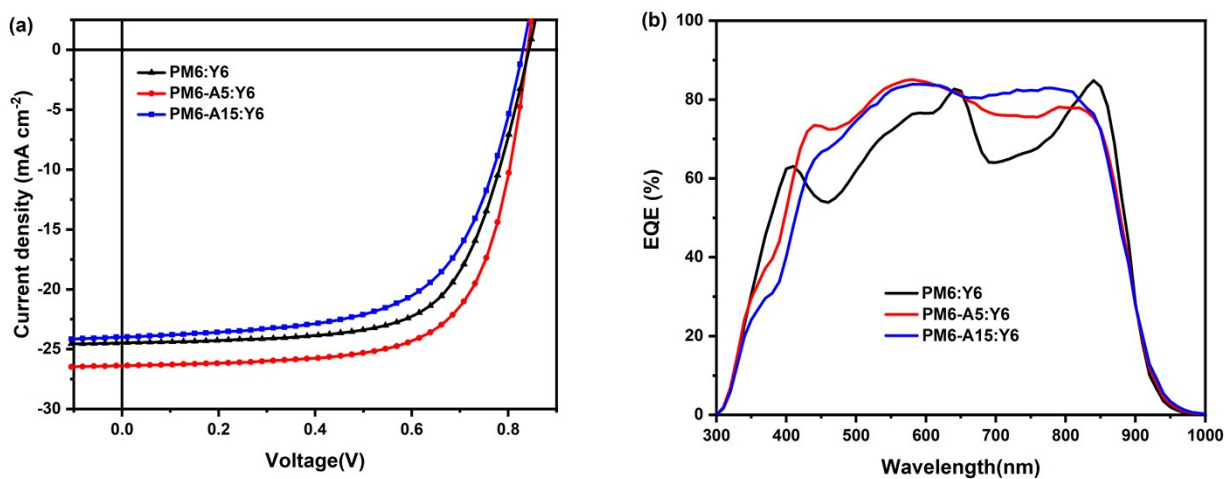 (a)
Current density (mA cm⁻²)
0
-5
-10
-15
-20
-25
-30
PM6:Y6
PM6-A5:Y6
PM6-A15:Y6
0.0 0.2 0.4 0.6 0.8
Voltage(V)
(b)
EQE (%)
100
80
60
40
20
0
PM6:Y6
PM6-A5:Y6
PM6-A15:Y6
300 400 500 600 700 800 900 1000
Wavelength(nm)